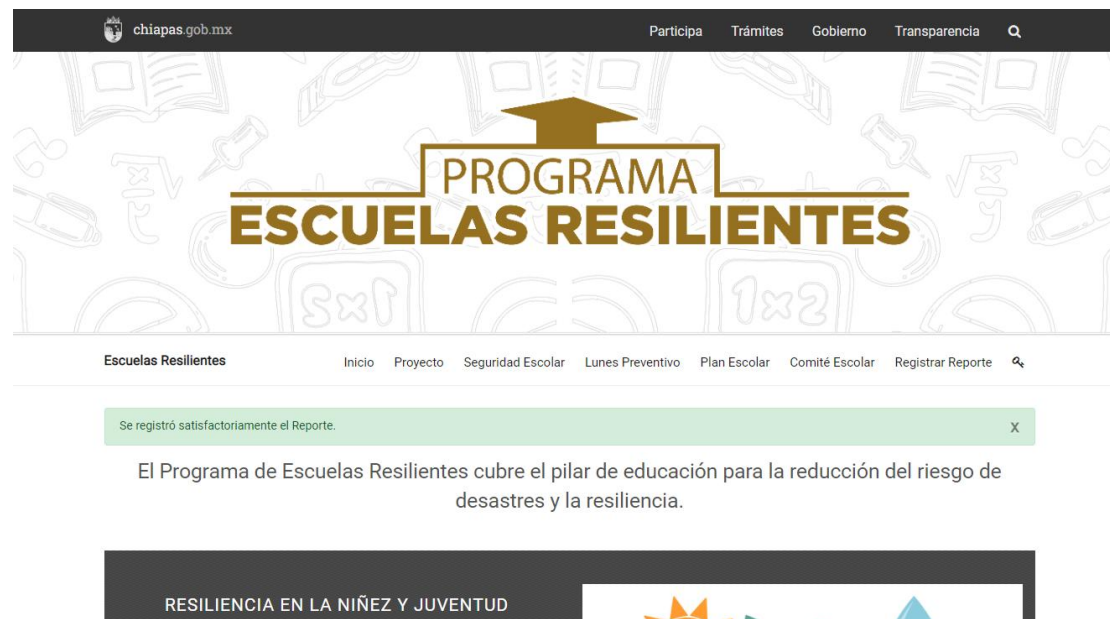 chiapas.gob.mx
Participa Trámites Gobierno Transparencia
PROGRAMA
ESCUELAS RESILIENTES
Escuelas Resilientes Inicio Proyecto Seguridad Escolar Lunes Preventivo Plan Escolar Comité Escolar Registrar Reporte
Se registró satisfactoriamente el Reporte. X
El Programa de Escuelas Resilientes cubre el pilar de educación para la reducción del riesgo de
desastres y la resiliencia.
RESILIENCIA EN LA NIÑEZ Y JUVENTUD
1x2